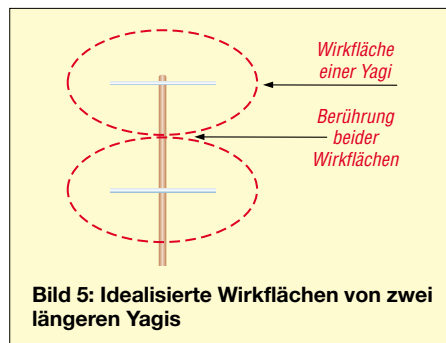 Wirkfläche
einer Yagi
Berührung
beider
Wirkflächen
Bild 5: Idealisierte Wirkflächen von zwei
längeren Yagis